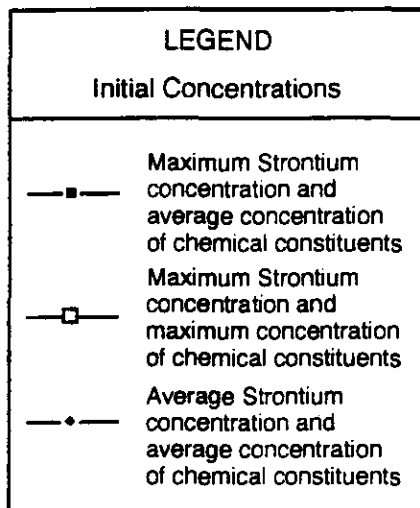 LEGEND
Initial Concentrations
Maximum Strontium
concentration and
average concentration
of chemical constituents
Maximum Strontium
concentration and
maximum concentration
of chemical constituents
Average Strontium
concentration and
average concentration
of chemical constituents